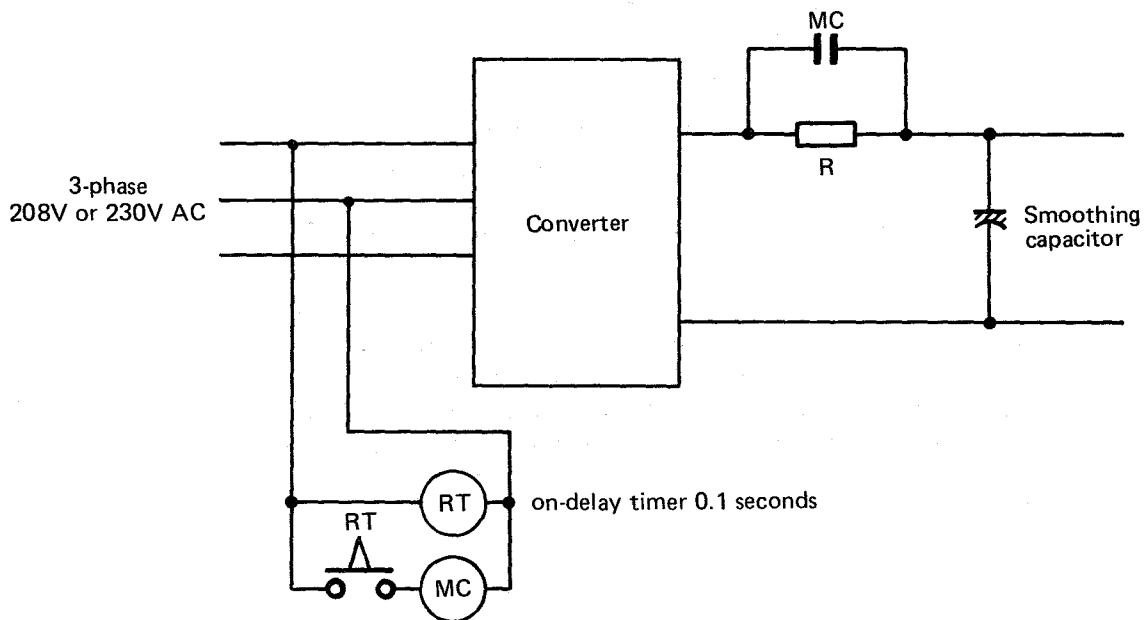 MC
R
3-phase
208V or 230V AC
Converter
Smoothing
capacitor
RT
on-delay timer 0.1 seconds
RT
MC